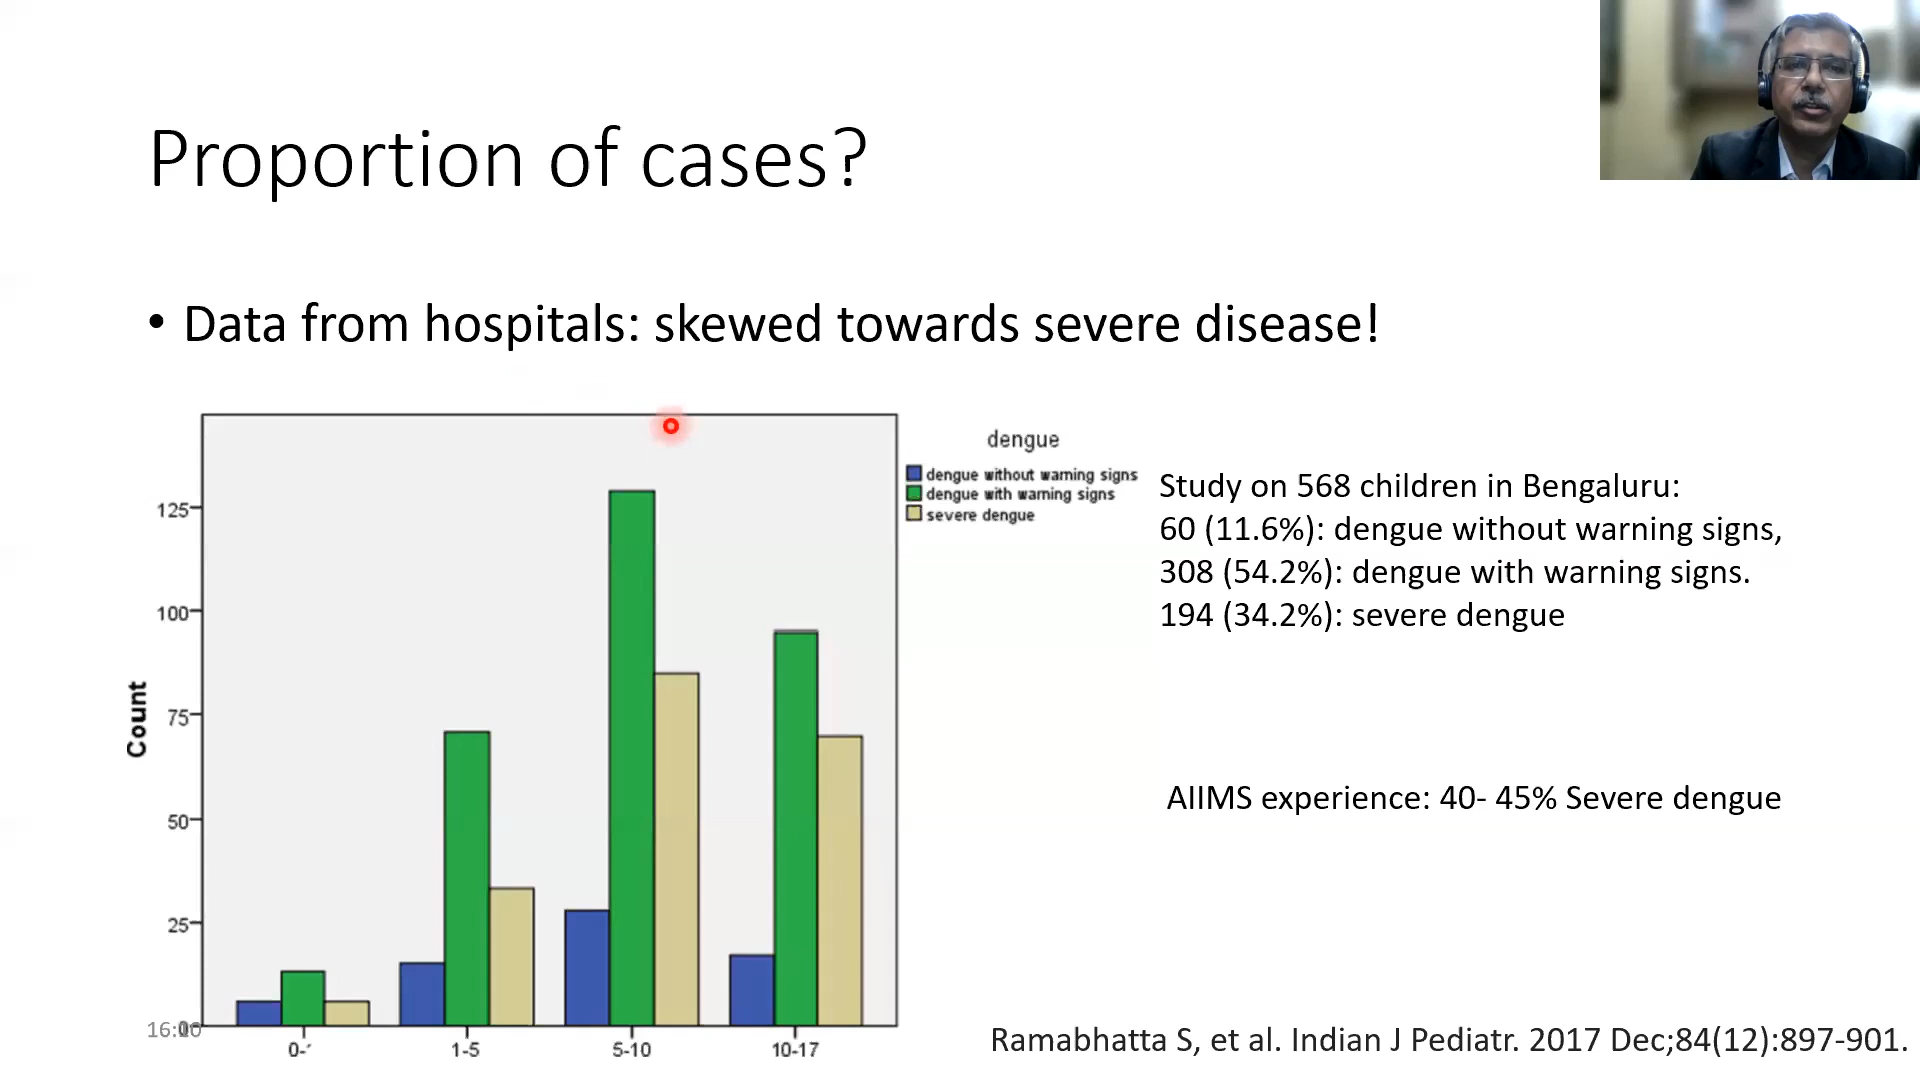 Proportion of cases?
• Data from hospitals: skewed towards severe disease!
dengue
dengue without warning signs
dengue with warning signs
severe dengue
Study on 568 children in Bengaluru:
60 (11.6%): dengue without warning signs,
308 (54.2%): dengue with warning signs.
194 (34.2%): severe dengue
AIIMS experience: 40- 45% Severe dengue
Count
125
100
75
50
25
0-
1-5
5-10
10-17
Ramabhatta S, et al. Indian J Pediatr. 2017 Dec;84(12):897-901.